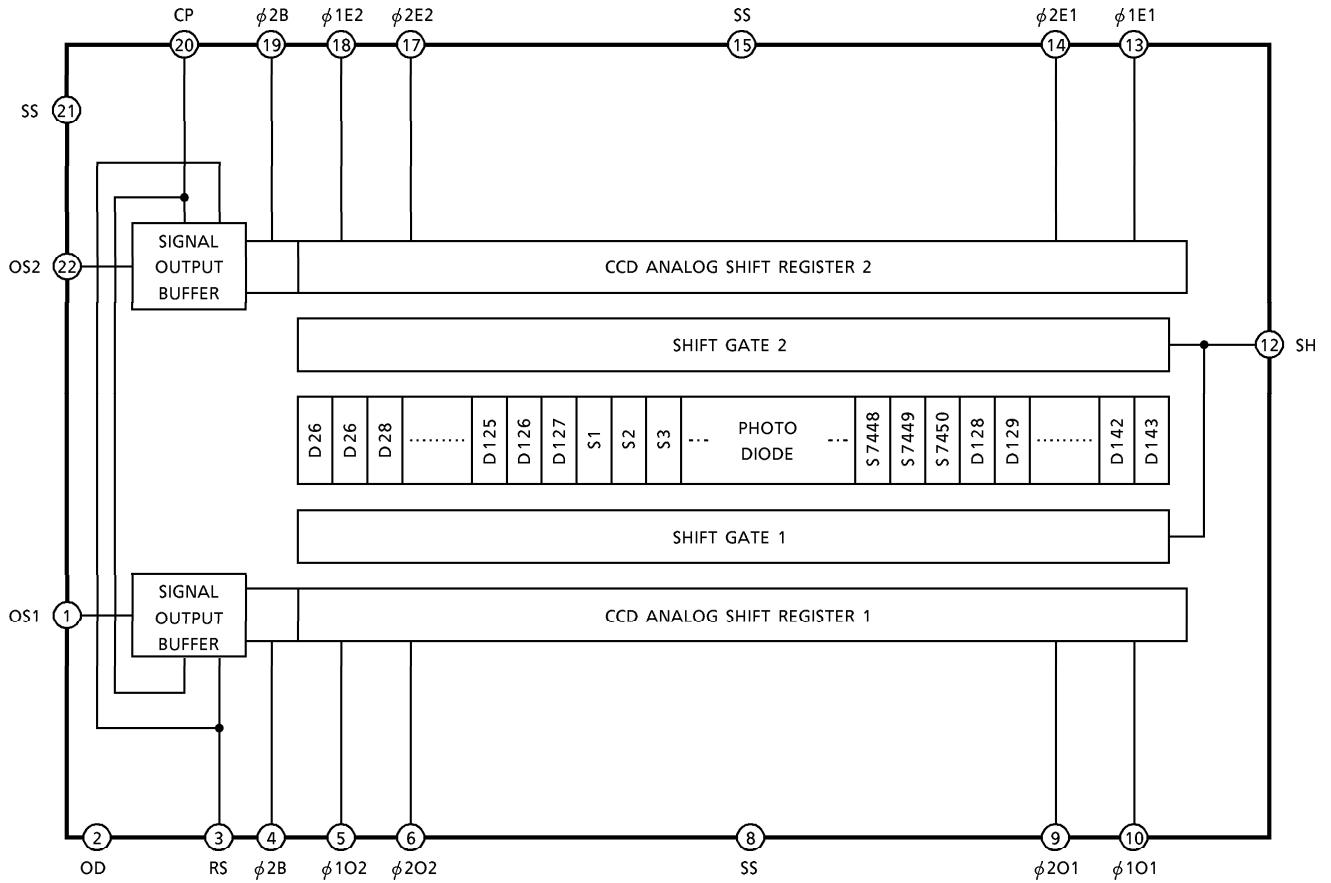 CP φ2B φ1E2 φ2E2 SS φ2E1 φ1E1
20 19 18 17 15 14 13
SS 21
SIGNAL
OUTPUT
BUFFER
OS2 22
CCD ANALOG SHIFT REGISTER 2
SHIFT GATE 2
12 SH
D26 D26 D28 ......... D125 D126 D127 S1 S2 S3 --- PHOTO DIODE --- S7448 S7449 S7450 D128 D129 ......... D142 D143
SHIFT GATE 1
SIGNAL
OUTPUT
BUFFER
OS1 1
CCD ANALOG SHIFT REGISTER 1
2 3 4 5 6 8 9 10
OD RS φ2B φ1O2 φ2O2 SS φ2O1 φ1O1